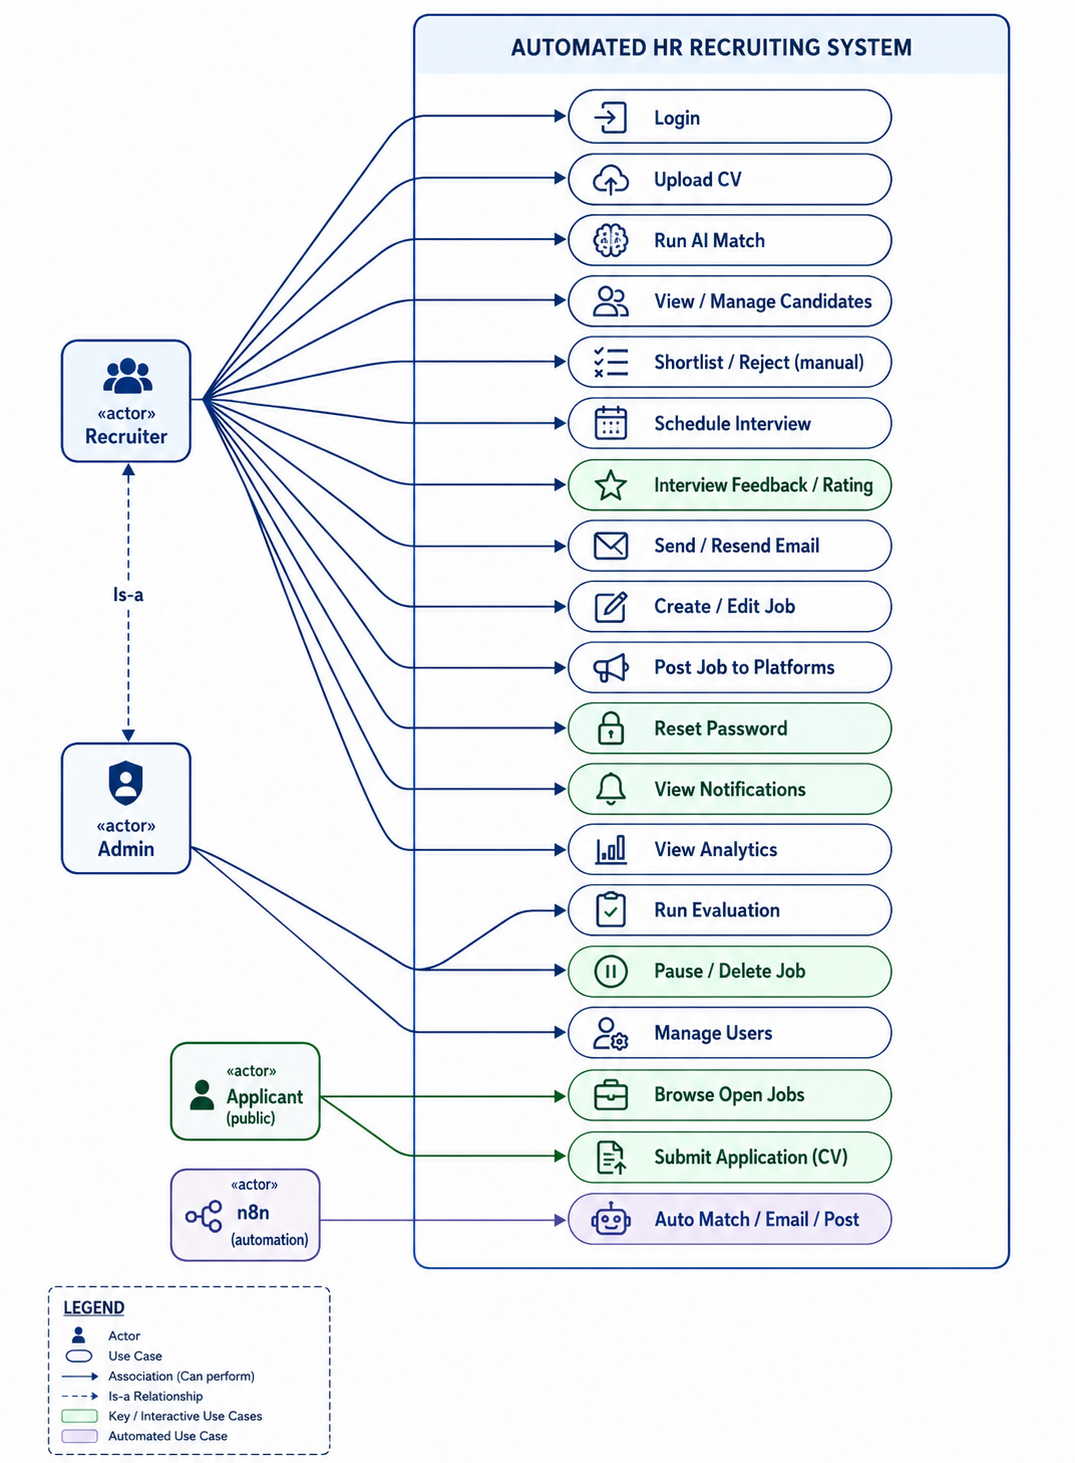 AUTOMATED HR RECRUITING SYSTEM
Login
Upload CV
Run AI Match
View / Manage Candidates
Shortlist / Reject (manual)
Schedule Interview
Interview Feedback / Rating
Send / Resend Email
Create / Edit Job
Post Job to Platforms
Reset Password
View Notifications
View Analytics
Run Evaluation
Pause / Delete Job
Manage Users
Browse Open Jobs
Submit Application (CV)
Auto Match / Email / Post
«actor»
Recruiter
Is-a
«actor»
Admin
«actor»
Applicant
(public)
«actor»
n8n
(automation)
LEGEND
Actor
Use Case
Association (Can perform)
Is-a Relationship
Key / Interactive Use Cases
Automated Use Case